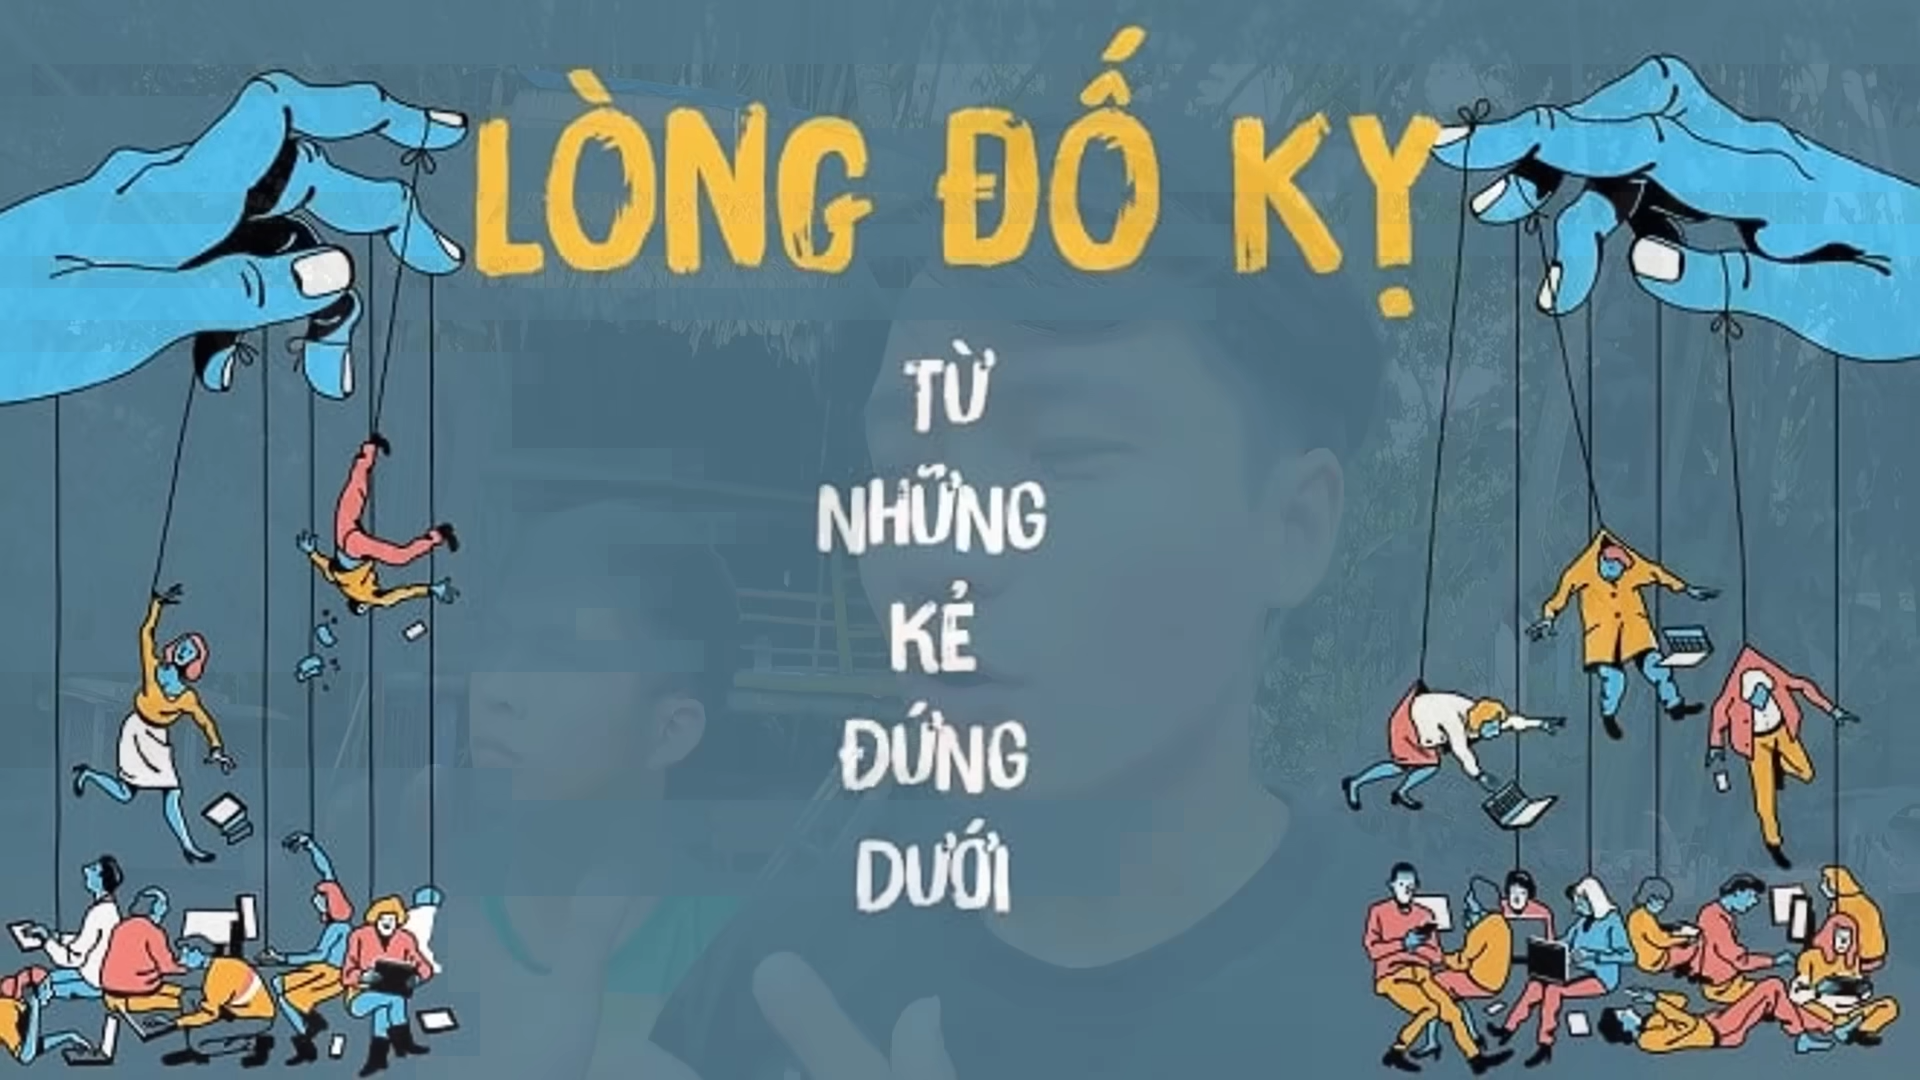 LÒNG ĐỐ KỴ
TỪ
NHỮNG
KẺ
ĐỨNG
DƯỚI